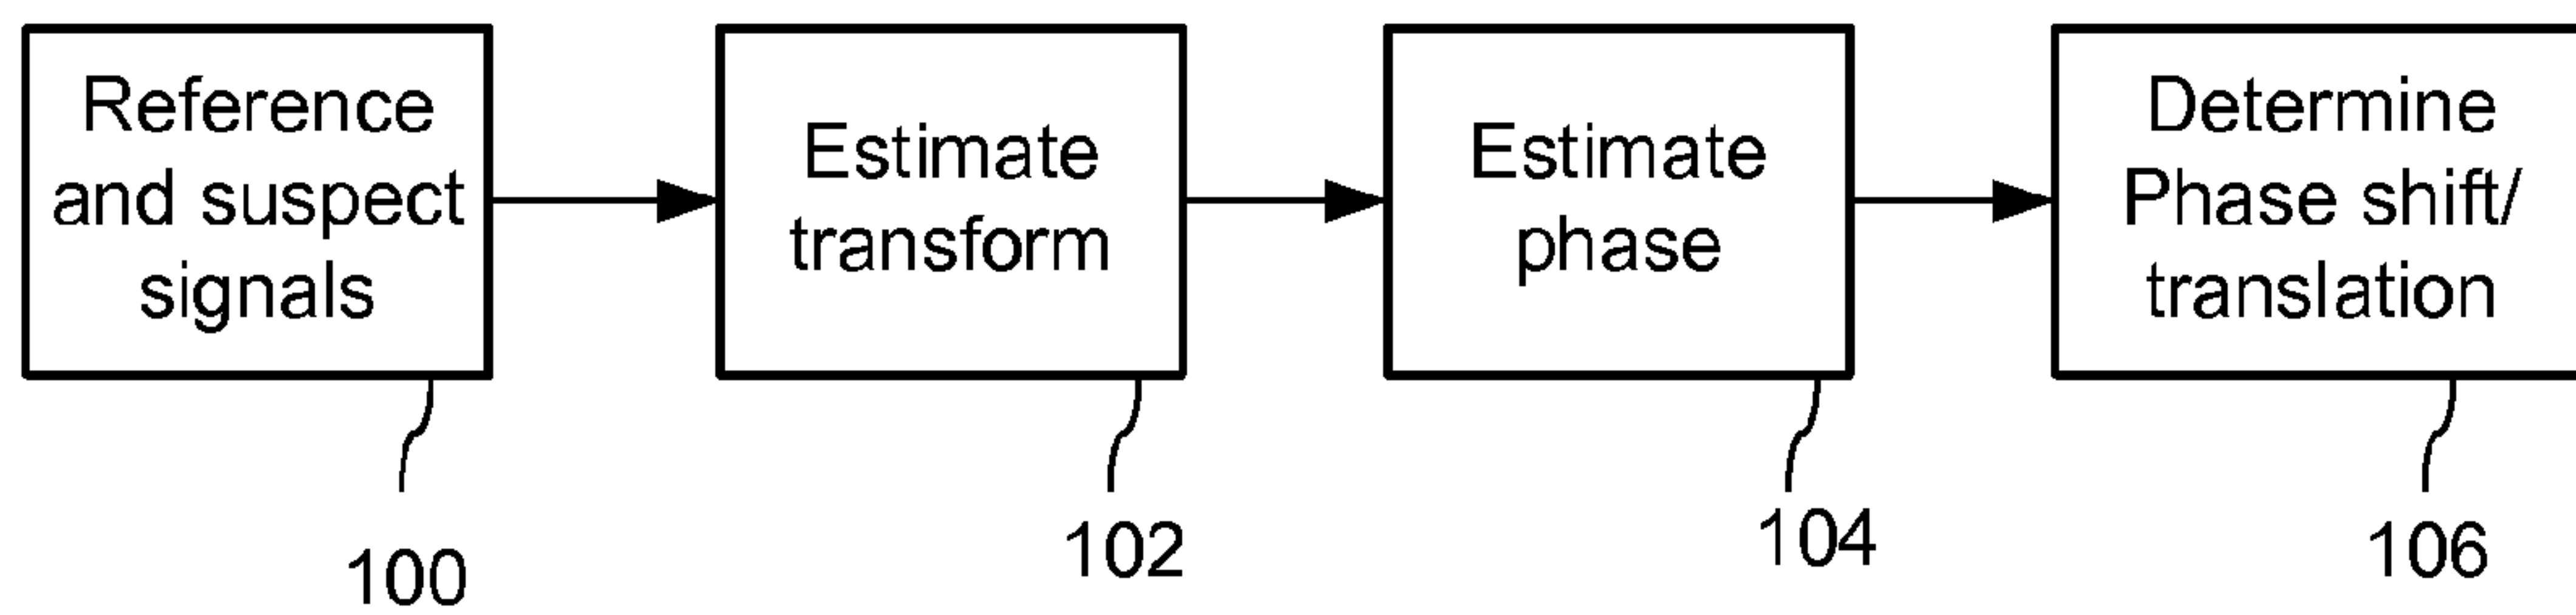 Reference
and suspect
signals
Estimate
transform
Estimate
phase
Determine
Phase shift/
translation
100
102
104
106